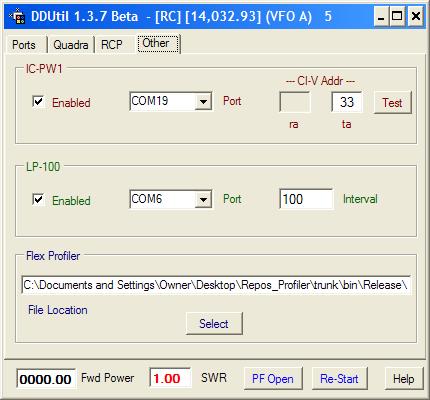 DDUtil 1.3.7 Beta - [RC] [14,032.93] (VFO A) 5
Ports Quadra RCP Other
IC-PW1
--- CI-V Addr ---
Enabled COM19 Port 33 Test
ra ta
LP-100
Enabled COM6 Port 100 Interval
Flex Profiler
C:\Documents and Settings\Owner\Desktop\Repos_Profiler\trunk\bin\Release\
File Location
Select
0000.00 Fwd Power 1.00 SWR PF Open Re-Start Help